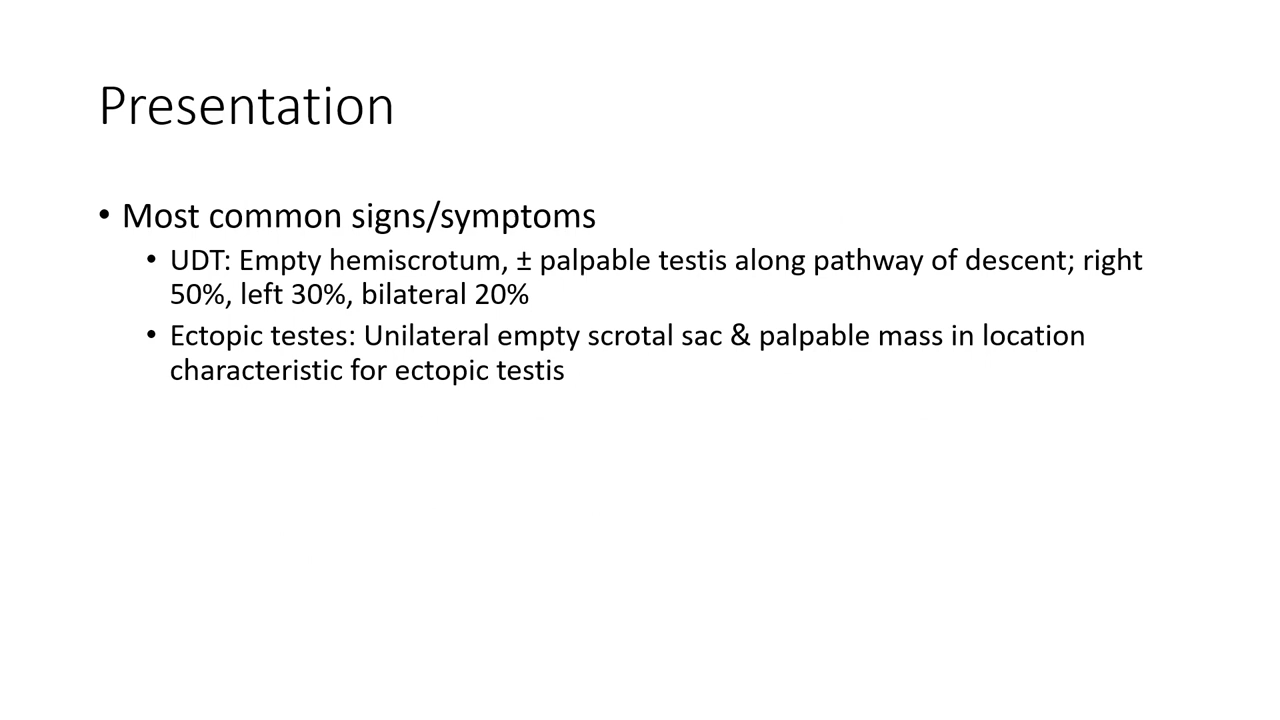 Presentation
• Most common signs/symptoms
• UDT: Empty hemiscrotum, ± palpable testis along pathway of descent; right
50%, left 30%, bilateral 20%
• Ectopic testes: Unilateral empty scrotal sac & palpable mass in location
characteristic for ectopic testis